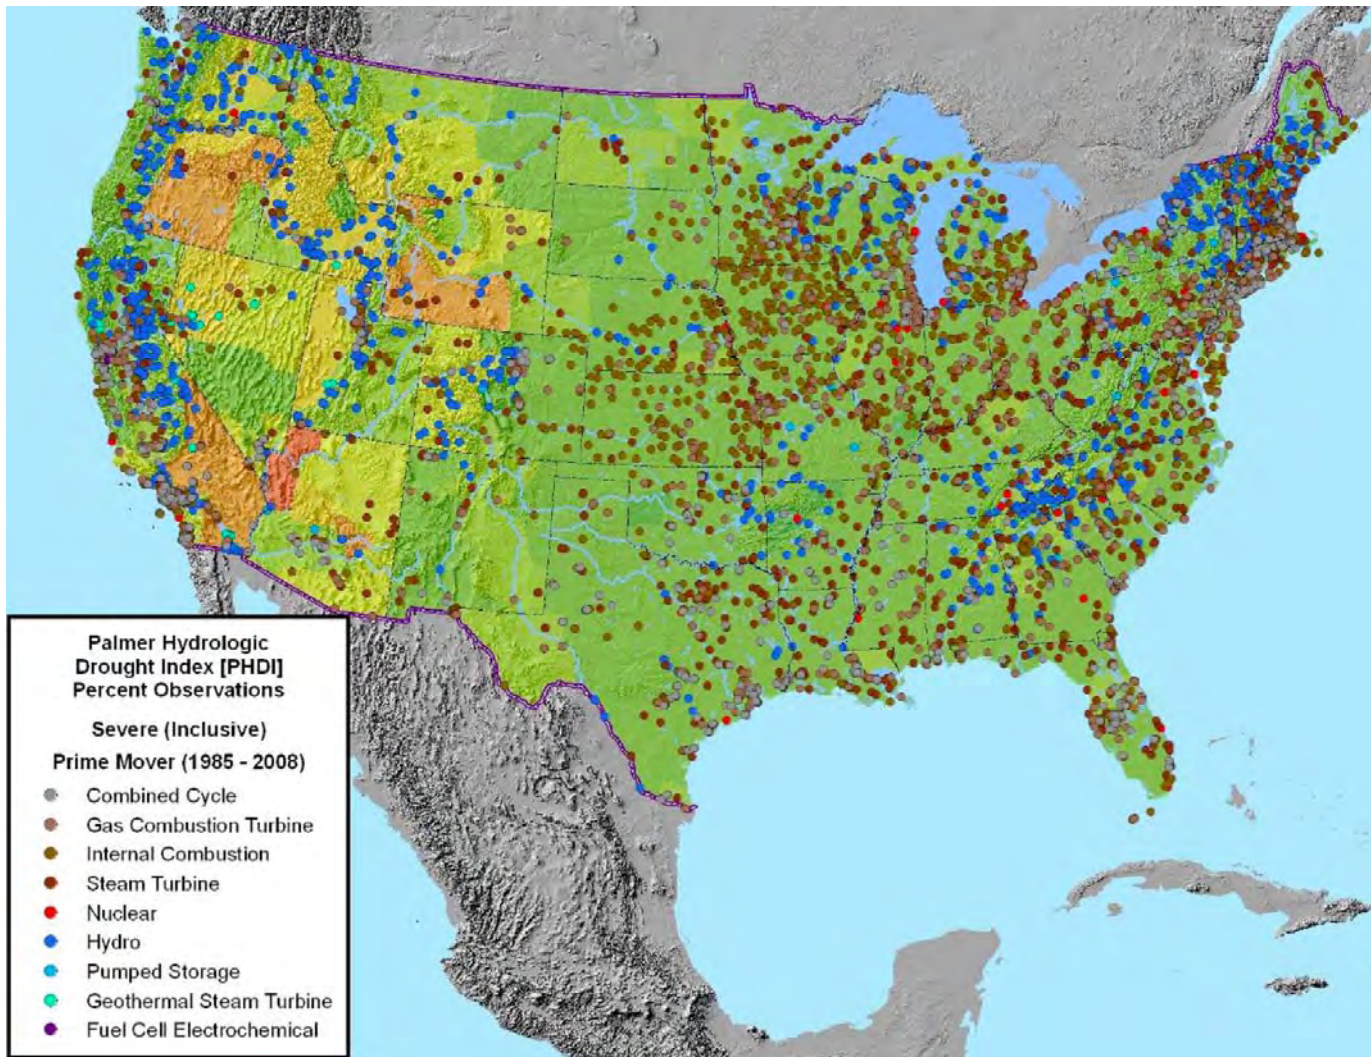 Palmer Hydrologic
Drought Index [PHDI]
Percent Observations
Severe (Inclusive)
Prime Mover (1985 - 2008)
Combined Cycle
Gas Combustion Turbine
Internal Combustion
Steam Turbine
Nuclear
Hydro
Pumped Storage
Geothermal Steam Turbine
Fuel Cell Electrochemical